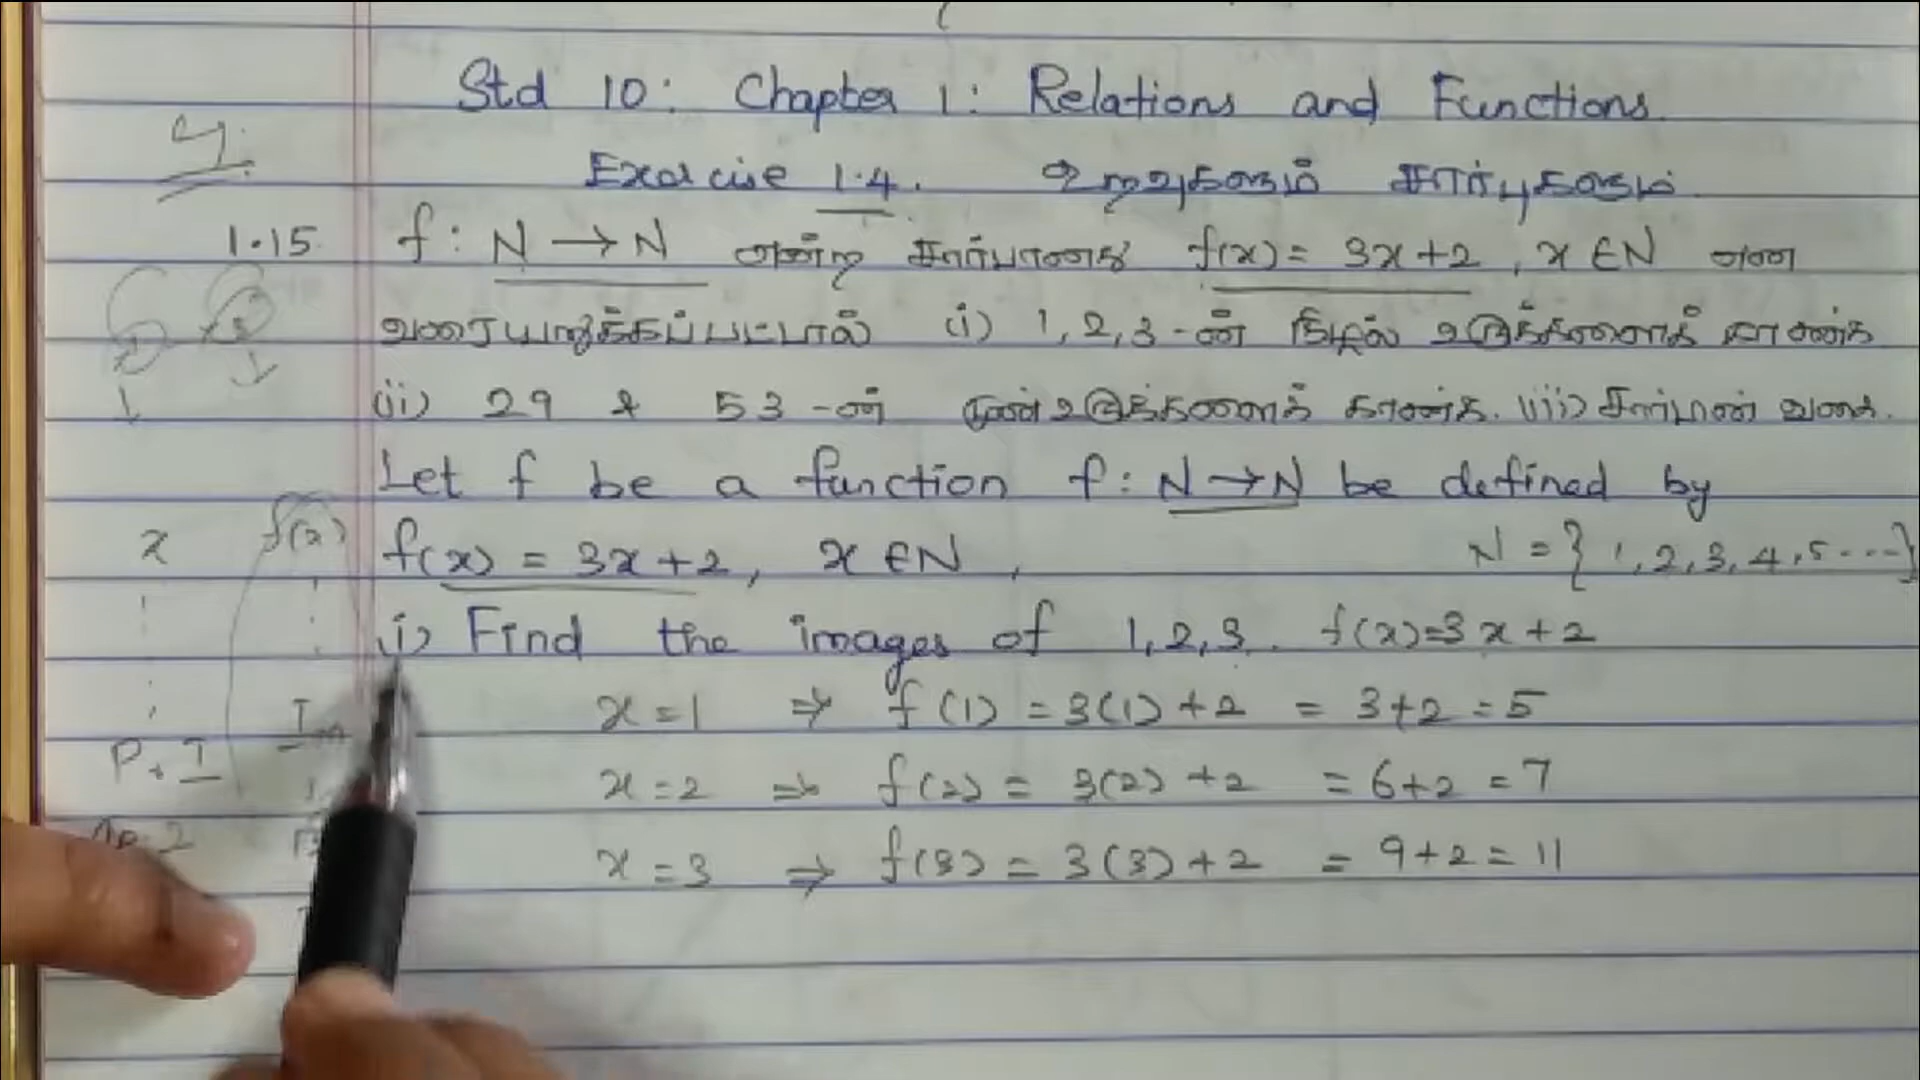 Std 10: Chapter 1: Relations and Functions
Exercise 1.4. உறவுகளும் சார்புகளும்
1.15 f: N → N என்ற சார்பானது f(x) = 3x+2, x ∈ N என
வரையறுக்கப்பட்டால் (i) 1, 2, 3 -ன் நிழல் உருக்களைக் காண்க
(ii) 29 & 53 -ன் முன் உருக்களைக் காண்க. (iii) சார்பின் வகை.
Let f be a function f: N → N be defined by
x f(x) f(x) = 3x+2, x ∈ N, N = { 1, 2, 3, 4, 5 ... }
(i) Find the images of 1, 2, 3. f(x)=3x+2
x=1 ⇒ f(1) = 3(1)+2 = 3+2 = 5
P.I x=2 ⇒ f(2) = 3(2) +2 = 6+2 = 7
x=3 ⇒ f(3) = 3(3)+2 = 9+2 = 11